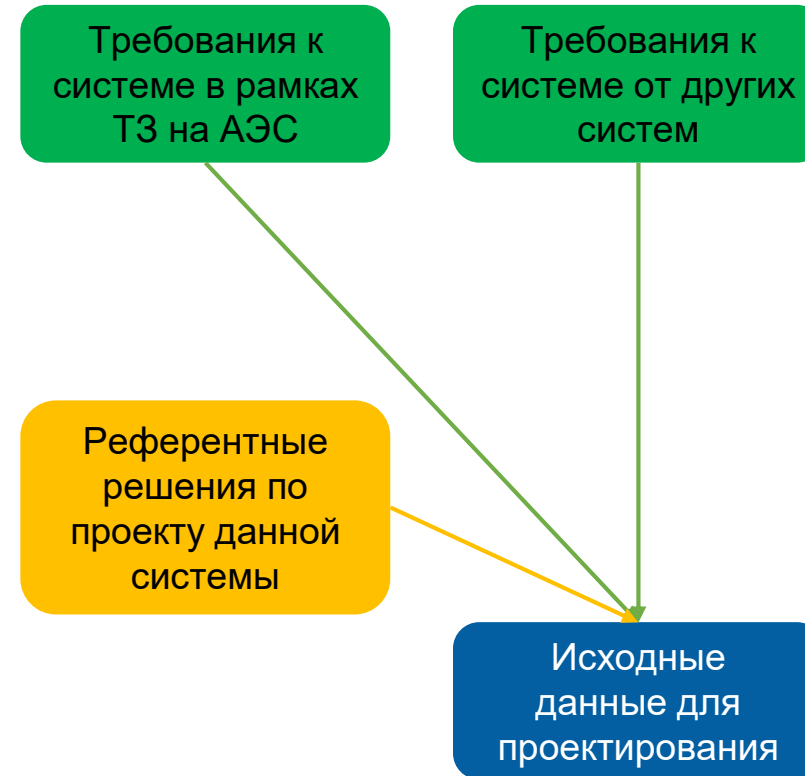 Требования к
системе в рамках
ТЗ на АЭС
Требования к
системе от других
систем
Референтные
решения по
проекту данной
системы
Исходные
данные для
проектирования